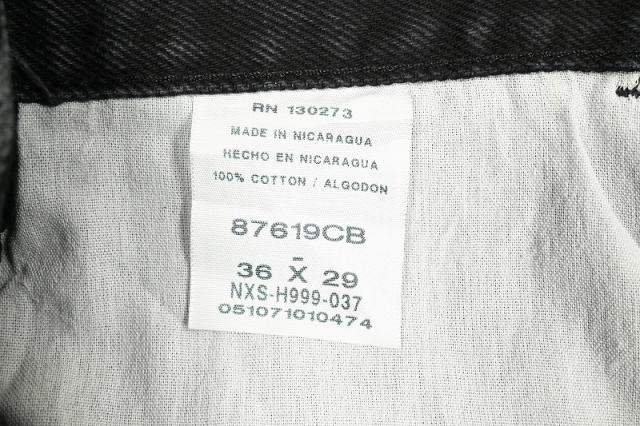 RN 130273
MADE IN NICARAGUA
HECHO EN NICARAGUA
100% COTTON / ALGODON
87619CB
-
36 X 29
NXS-H999-037
051071010474